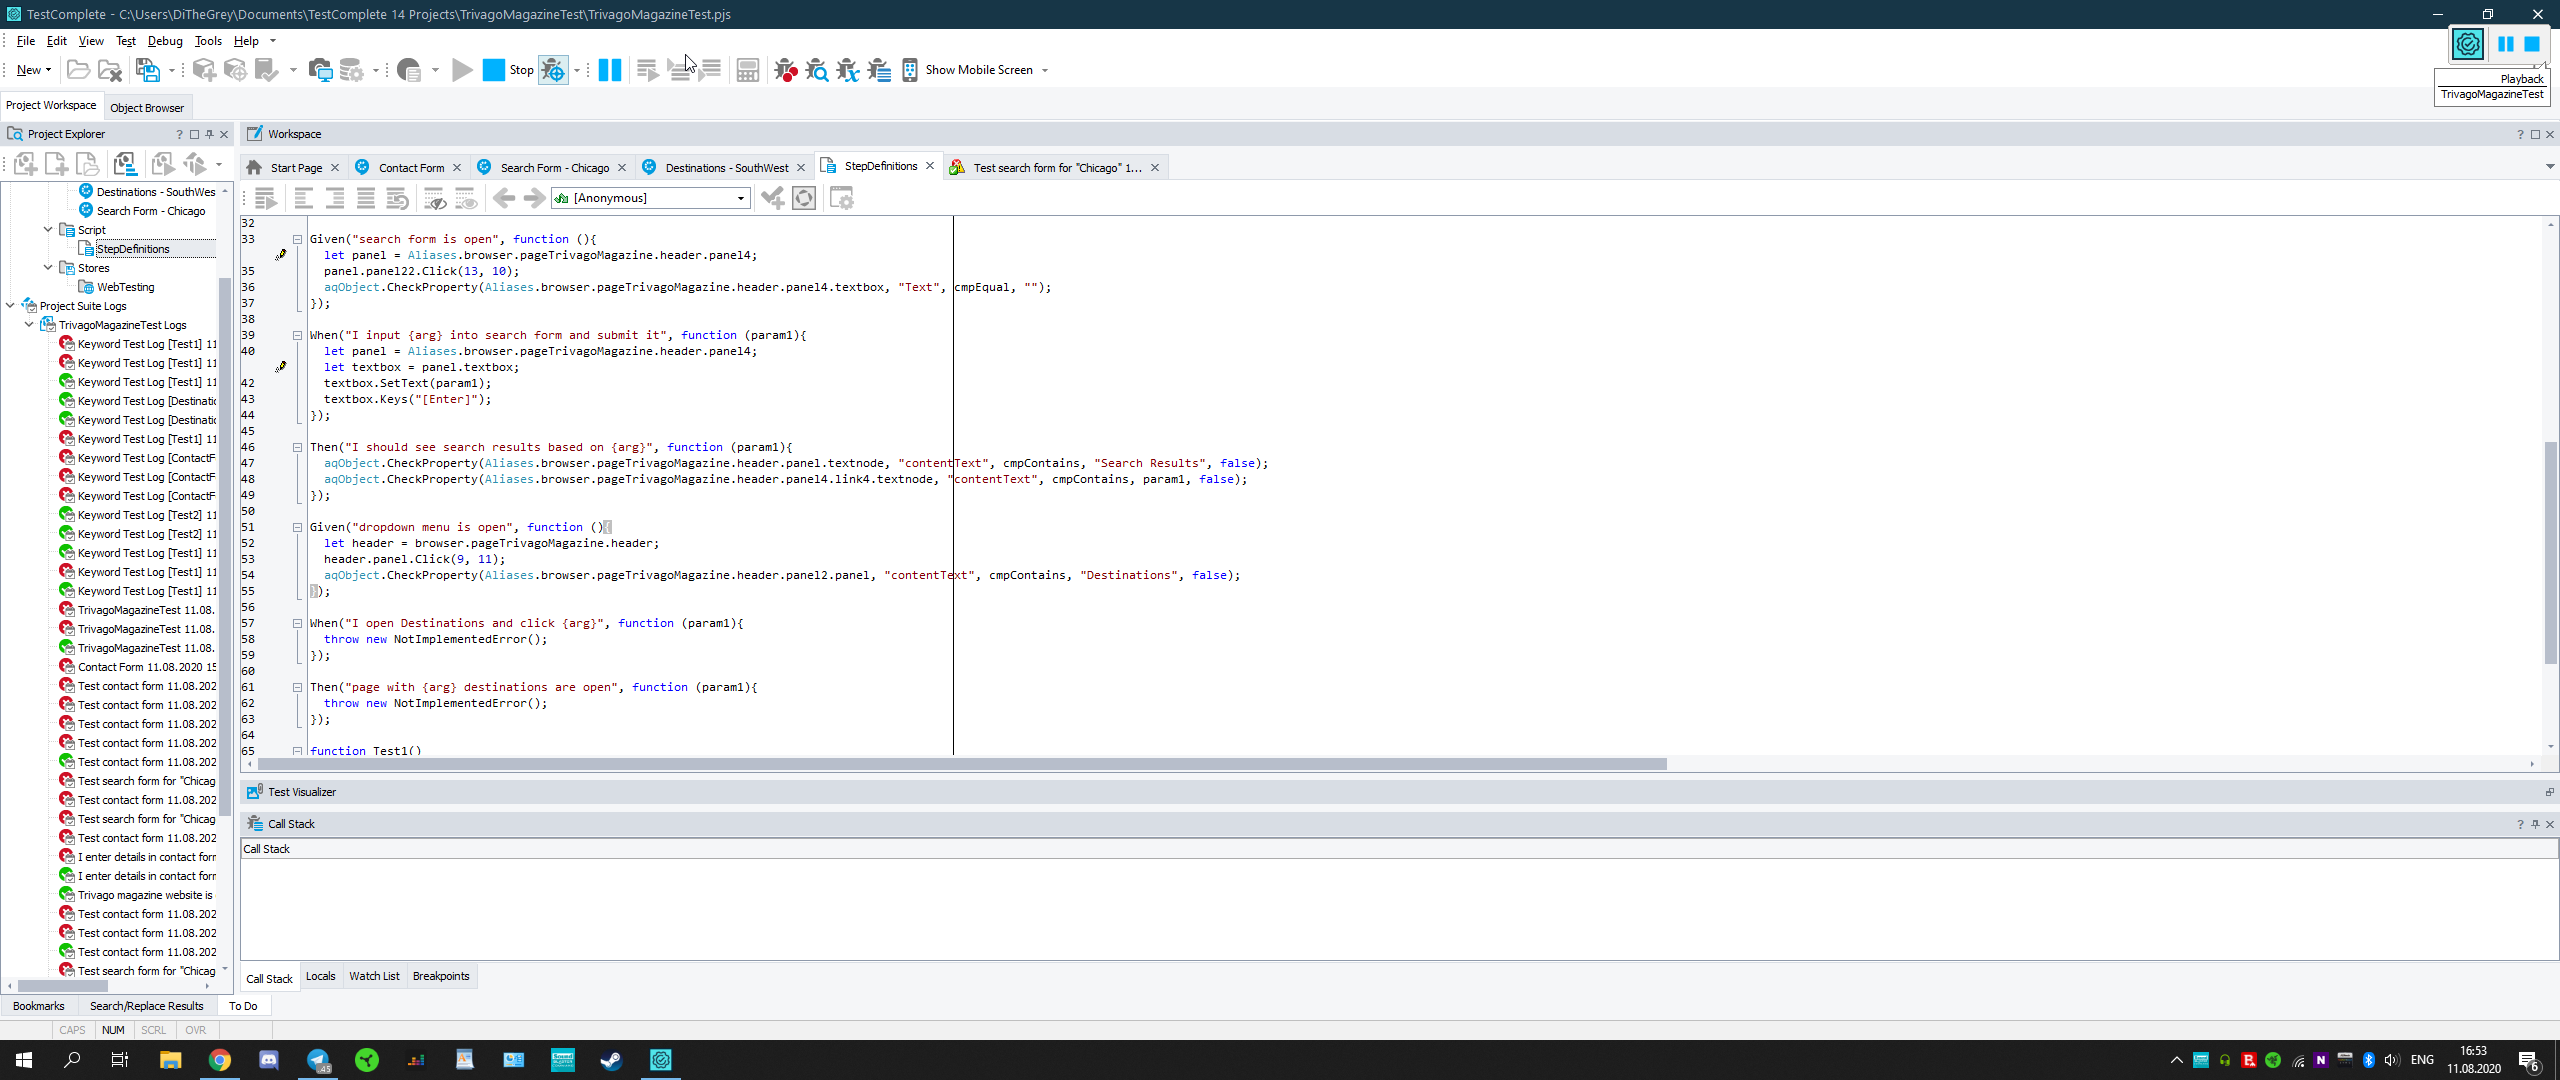 TestComplete - C:\Users\DiTheGrey\Documents\TestComplete 14 Projects\TrivagoMagazineTest\TrivagoMagazineTest.pjs
File Edit View Test Debug Tools Help
New Stop Show Mobile Screen
Playback
TrivagoMagazineTest
Project Workspace Object Browser
Project Explorer
Destinations - SouthWes
Search Form - Chicago
Script
StepDefinitions
Stores
WebTesting
Project Suite Logs
TrivagoMagazineTest Logs
Keyword Test Log [Test1] 11
Keyword Test Log [Test1] 11
Keyword Test Log [Test1] 11
Keyword Test Log [Destinatio
Keyword Test Log [Destinatio
Keyword Test Log [Test1] 11
Keyword Test Log [ContactF
Keyword Test Log [ContactF
Keyword Test Log [ContactF
Keyword Test Log [Test2] 11
Keyword Test Log [Test2] 11
Keyword Test Log [Test1] 11
Keyword Test Log [Test1] 11
Keyword Test Log [Test1] 11
TrivagoMagazineTest 11.08.
TrivagoMagazineTest 11.08.
TrivagoMagazineTest 11.08.
Contact Form 11.08.2020 15
Test contact form 11.08.202
Test contact form 11.08.202
Test contact form 11.08.202
Test contact form 11.08.202
Test contact form 11.08.202
Test search form for "Chicag
Test contact form 11.08.202
Test search form for "Chicag
Test contact form 11.08.202
I enter details in contact forr
I enter details in contact forr
Trivago magazine website is
Test contact form 11.08.202
Test contact form 11.08.202
Test contact form 11.08.202
Test search form for "Chicag
Bookmarks Search/Replace Results To Do
Workspace
Start Page Contact Form Search Form - Chicago Destinations - SouthWest StepDefinitions Test search form for "Chicago" 1...
[Anonymous]
32
33 Given("search form is open", function (){
let panel = Aliases.browser.pageTrivagoMagazine.header.panel4;
35 panel.panel22.Click(13, 10);
36 aqObject.CheckProperty(Aliases.browser.pageTrivagoMagazine.header.panel4.textbox, "Text", cmpEqual, "");
37 });
38
39 When("I input {arg} into search form and submit it", function (param1){
40 let panel = Aliases.browser.pageTrivagoMagazine.header.panel4;
let textbox = panel.textbox;
42 textbox.SetText(param1);
43 textbox.Keys("[Enter]");
44 });
45
46 Then("I should see search results based on {arg}", function (param1){
47 aqObject.CheckProperty(Aliases.browser.pageTrivagoMagazine.header.panel.textnode, "contentText", cmpContains, "Search Results", false);
48 aqObject.CheckProperty(Aliases.browser.pageTrivagoMagazine.header.panel4.link4.textnode, "contentText", cmpContains, param1, false);
49 });
50
51 Given("dropdown menu is open", function (){
52 let header = browser.pageTrivagoMagazine.header;
53 header.panel.Click(9, 11);
54 aqObject.CheckProperty(Aliases.browser.pageTrivagoMagazine.header.panel2.panel, "contentText", cmpContains, "Destinations", false);
55 });
56
57 When("I open Destinations and click {arg}", function (param1){
58 throw new NotImplementedError();
59 });
60
61 Then("page with {arg} destinations are open", function (param1){
62 throw new NotImplementedError();
63 });
64
65 function Test1()
Test Visualizer
Call Stack
Call Stack
Call Stack Locals Watch List Breakpoints
CAPS NUM SCRL OVR
ENG
16:53
11.08.2020
6